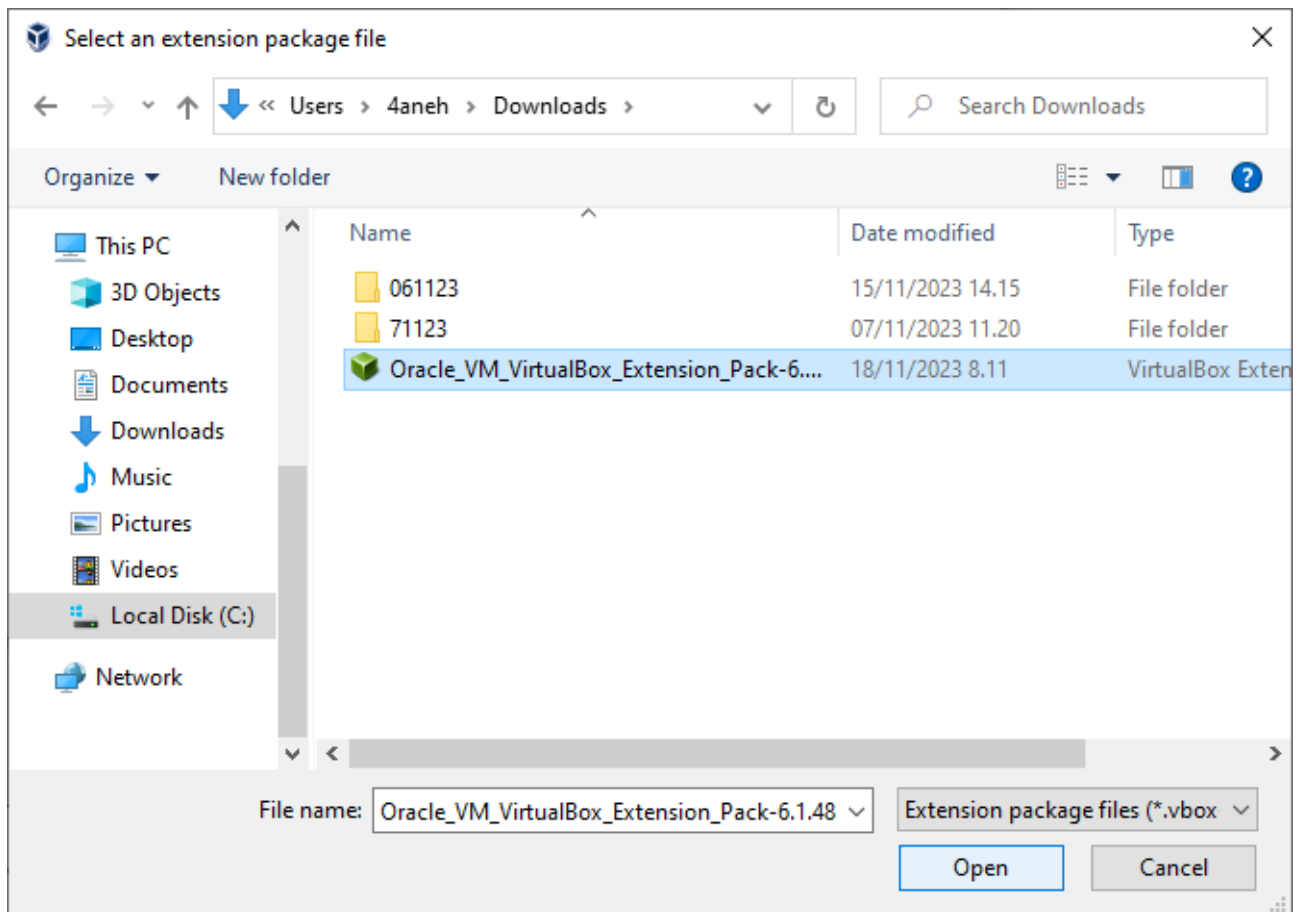 Select an extension package file
« Users › 4aneh › Downloads ›
Search Downloads
Organize
New folder
This PC
3D Objects
Desktop
Documents
Downloads
Music
Pictures
Videos
Local Disk (C:)
Network
Name Date modified Type
061123 15/11/2023 14.15 File folder
71123 07/11/2023 11.20 File folder
Oracle_VM_VirtualBox_Extension_Pack-6.... 18/11/2023 8.11 VirtualBox Exten
File name: Oracle_VM_VirtualBox_Extension_Pack-6.1.48
Extension package files (*.vbox
Open Cancel